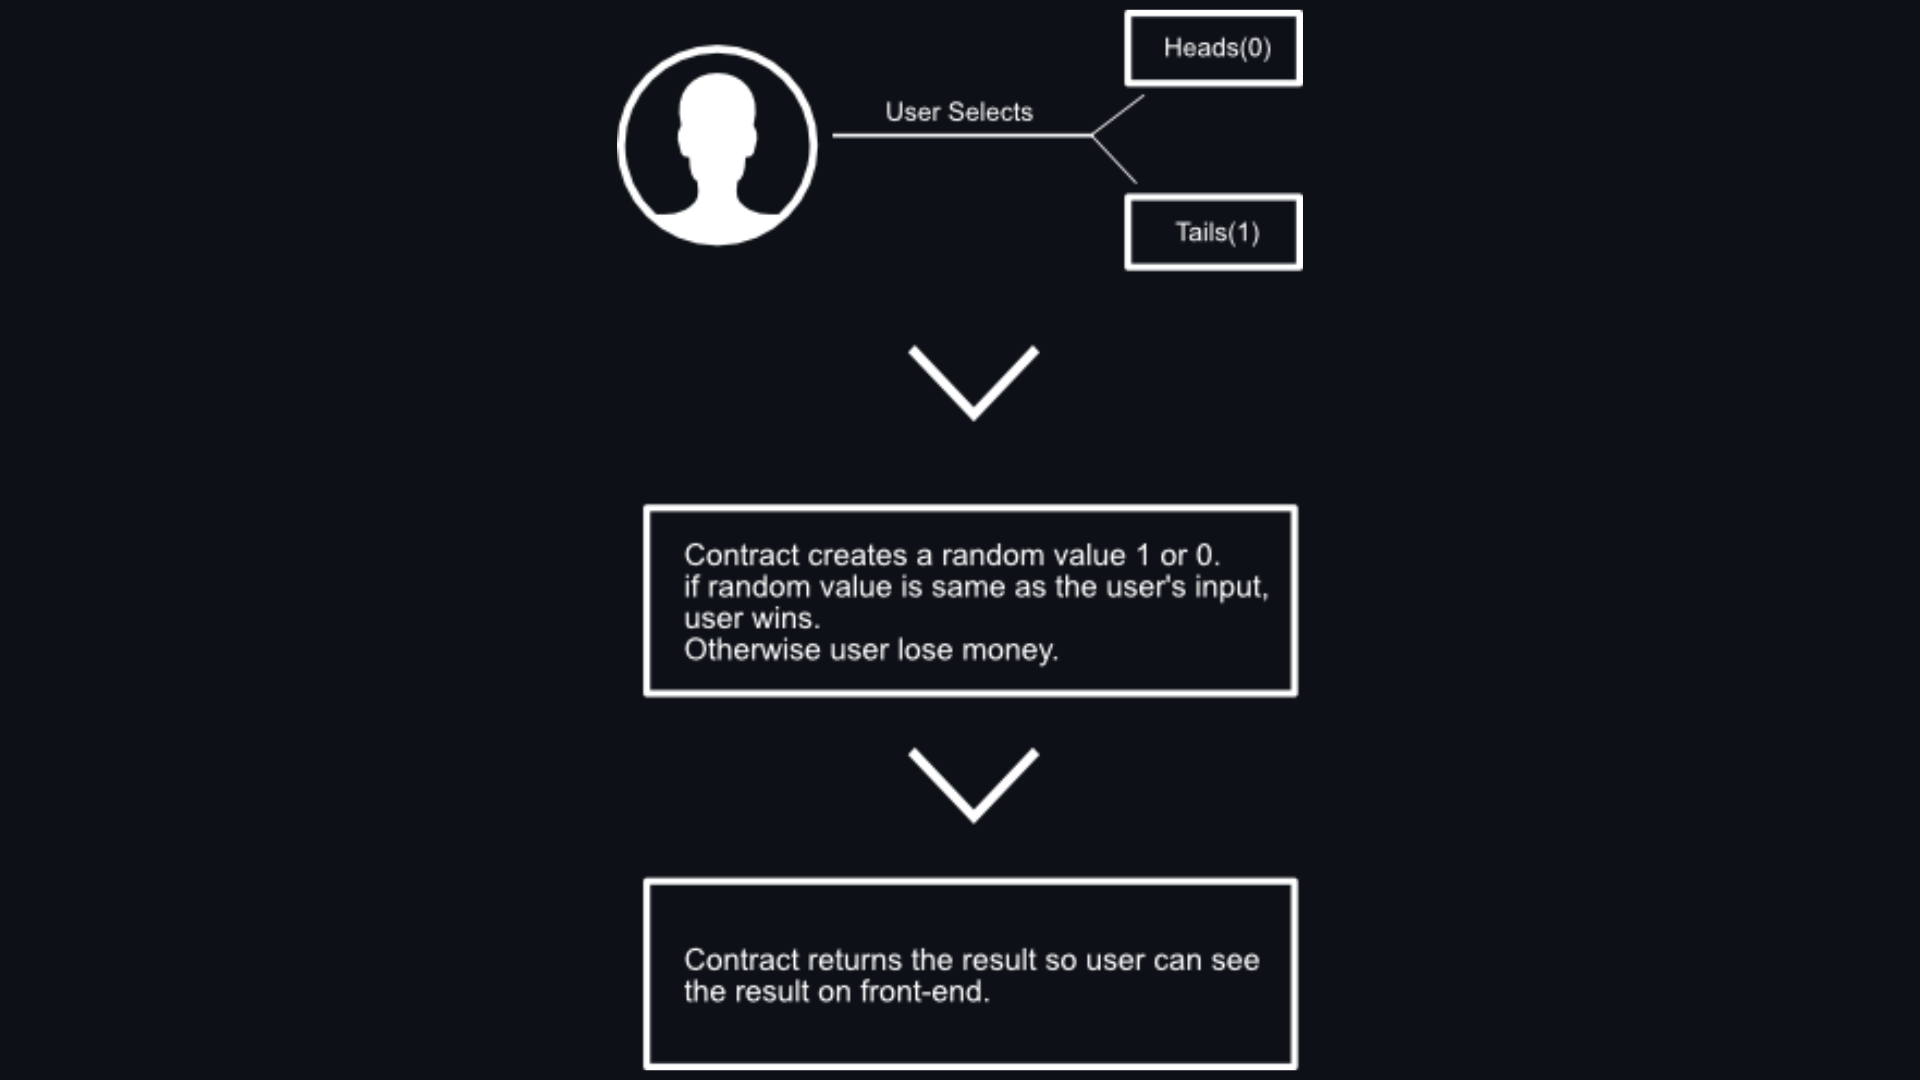 Heads(0)
User Selects
Tails(1)
Contract creates a random value 1 or 0.
if random value is same as the user's input,
user wins.
Otherwise user lose money.
Contract returns the result so user can see
the result on front-end.